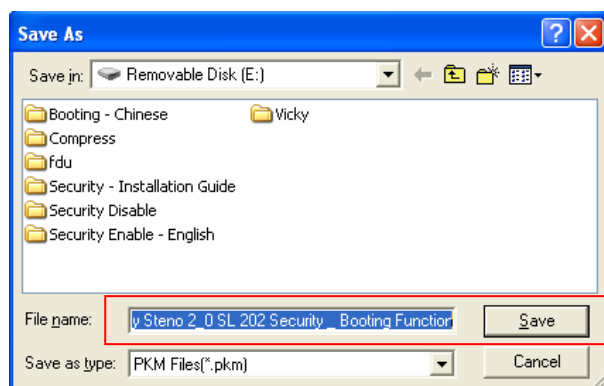 Save As
Save in: Removable Disk (E:)
Booting - Chinese
Compress
fdu
Security - Installation Guide
Security Disable
Security Enable - English
Vicky
File name: y Steno 2_0 SL 202 Security _ Booting Function Save
Save as type: PKM Files(*.pkm) Cancel